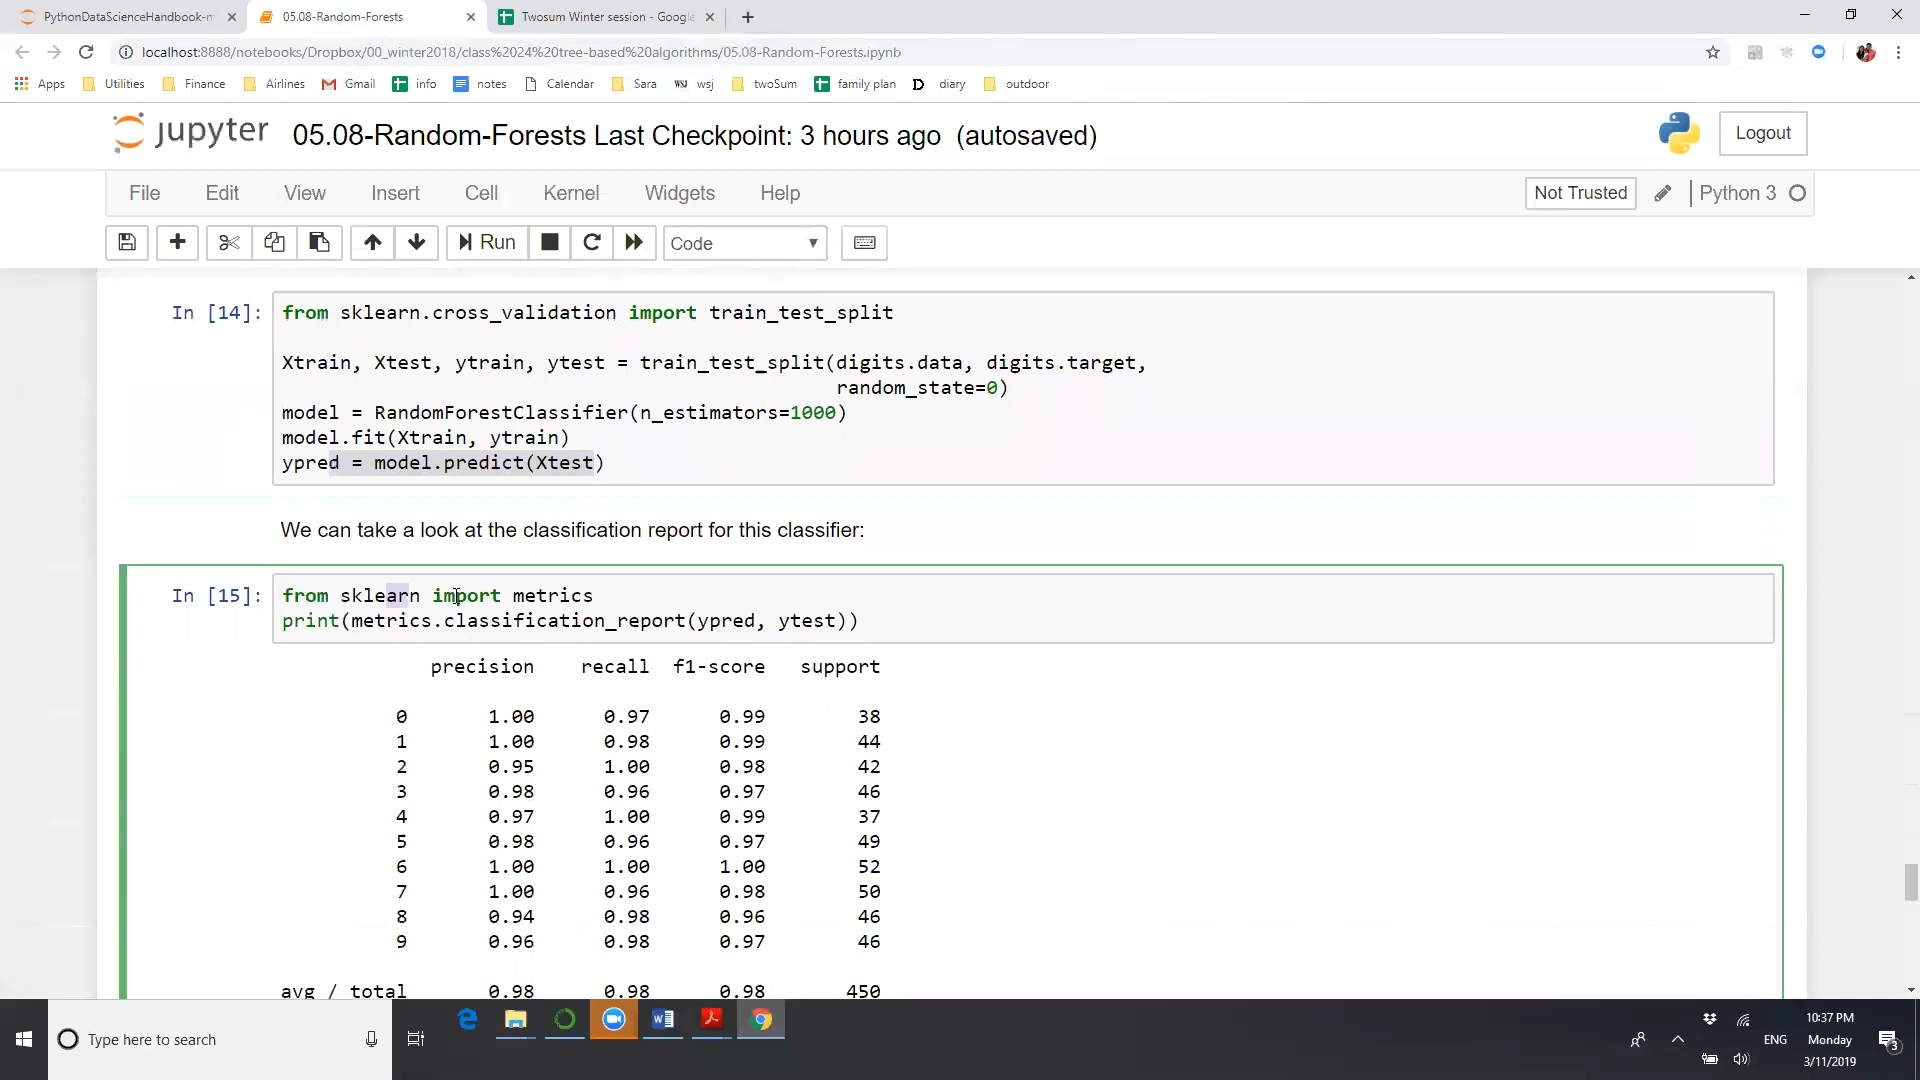 PythonDataScienceHandbook-m
05.08-Random-Forests
Twosum Winter session - Google
localhost:8888/notebooks/Dropbox/00_winter2018/class%2024%20tree-based%20algorithms/05.08-Random-Forests.ipynb
Apps Utilities Finance Airlines Gmail info notes Calendar Sara wsj wsj twoSum family plan D diary outdoor
jupyter 05.08-Random-Forests Last Checkpoint: 3 hours ago (autosaved) Logout
File Edit View Insert Cell Kernel Widgets Help Not Trusted Python 3
Run Code
In [14]: from sklearn.cross_validation import train_test_split
Xtrain, Xtest, ytrain, ytest = train_test_split(digits.data, digits.target,
random_state=0)
model = RandomForestClassifier(n_estimators=1000)
model.fit(Xtrain, ytrain)
ypred = model.predict(Xtest)
We can take a look at the classification report for this classifier:
In [15]: from sklearn import metrics
print(metrics.classification_report(ypred, ytest))
precision recall f1-score support
0 1.00 0.97 0.99 38
1 1.00 0.98 0.99 44
2 0.95 1.00 0.98 42
3 0.98 0.96 0.97 46
4 0.97 1.00 0.99 37
5 0.98 0.96 0.97 49
6 1.00 1.00 1.00 52
7 1.00 0.96 0.98 50
8 0.94 0.98 0.96 46
9 0.96 0.98 0.97 46
avg / total 0.98 0.98 0.98 450
Type here to search
ENG
10:37 PM
Monday
3/11/2019
3